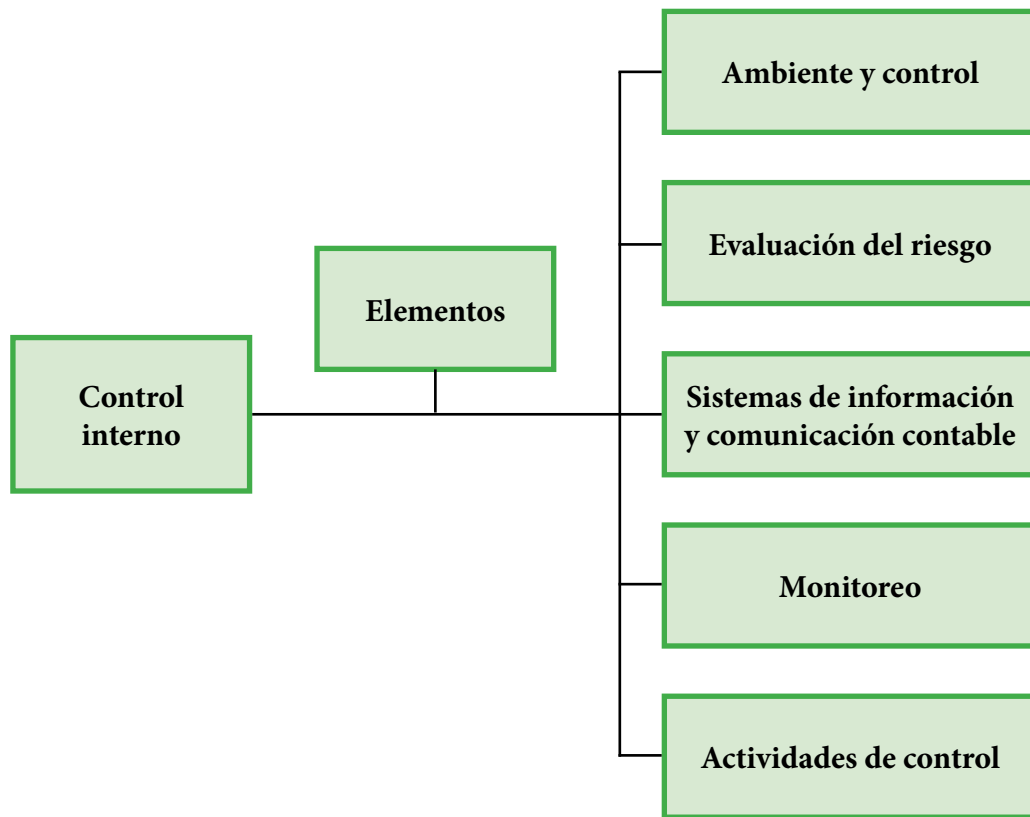 Control
interno
Elementos
Ambiente y control
Evaluación del riesgo
Sistemas de información
y comunicación contable
Monitoreo
Actividades de control